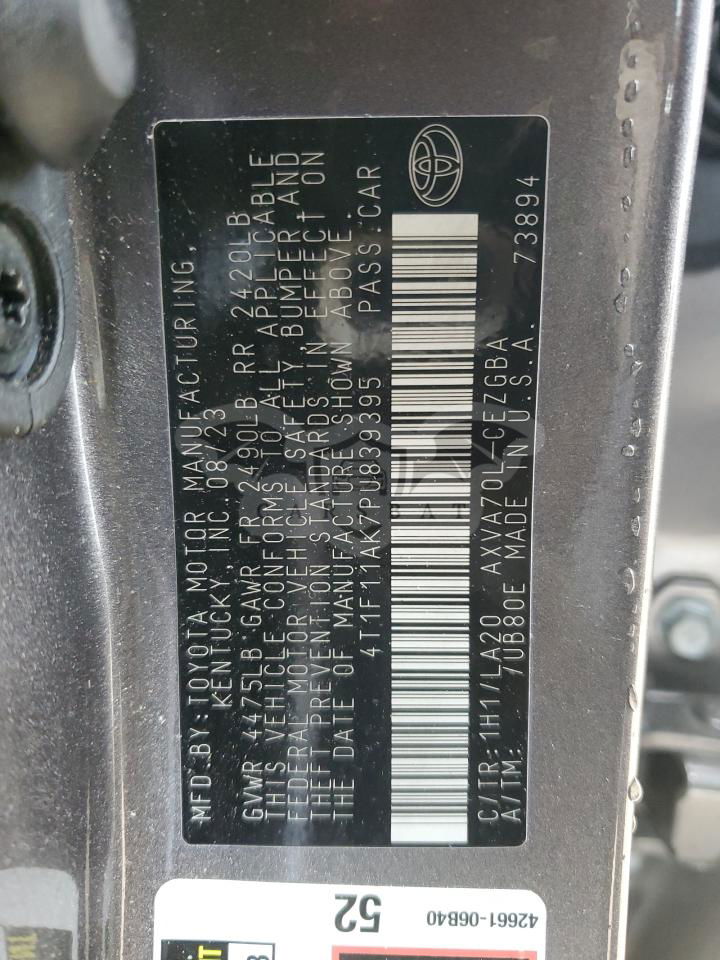 MFD. BY: TOYOTA MOTOR MANUFACTURING,
KENTUCKY, INC. 08/23
GVWR 4475LB GAWR FR 2490LB RR 2420LB
THIS VEHICLE CONFORMS TO ALL APPLICABLE
FEDERAL MOTOR VEHICLE SAFETY, BUMPER AND
THEFT PREVENTION STANDARDS IN EFFECT ON
THE DATE OF MANUFACTURE SHOWN ABOVE.
4T1F11AK7PU839395 PASS.CAR
C/TR: 1H1/LA20 AXVA70L-CEZGBA
A/TM: /UB80E MADE IN U.S.A. 73894
52
42661-06B40